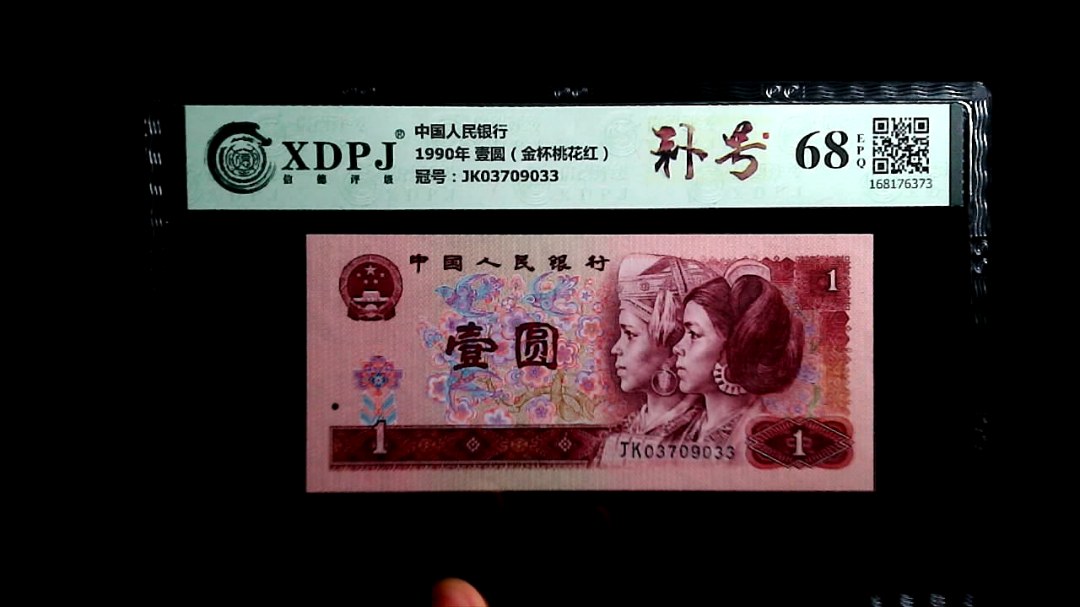 XDPJ®
信德评级
中国人民银行
1990年 壹圆（金杯桃花红）
冠号：JK03709033
补号
68
EPQ
168176373
中国人民银行
1
壹圆
1
JK03709033
1